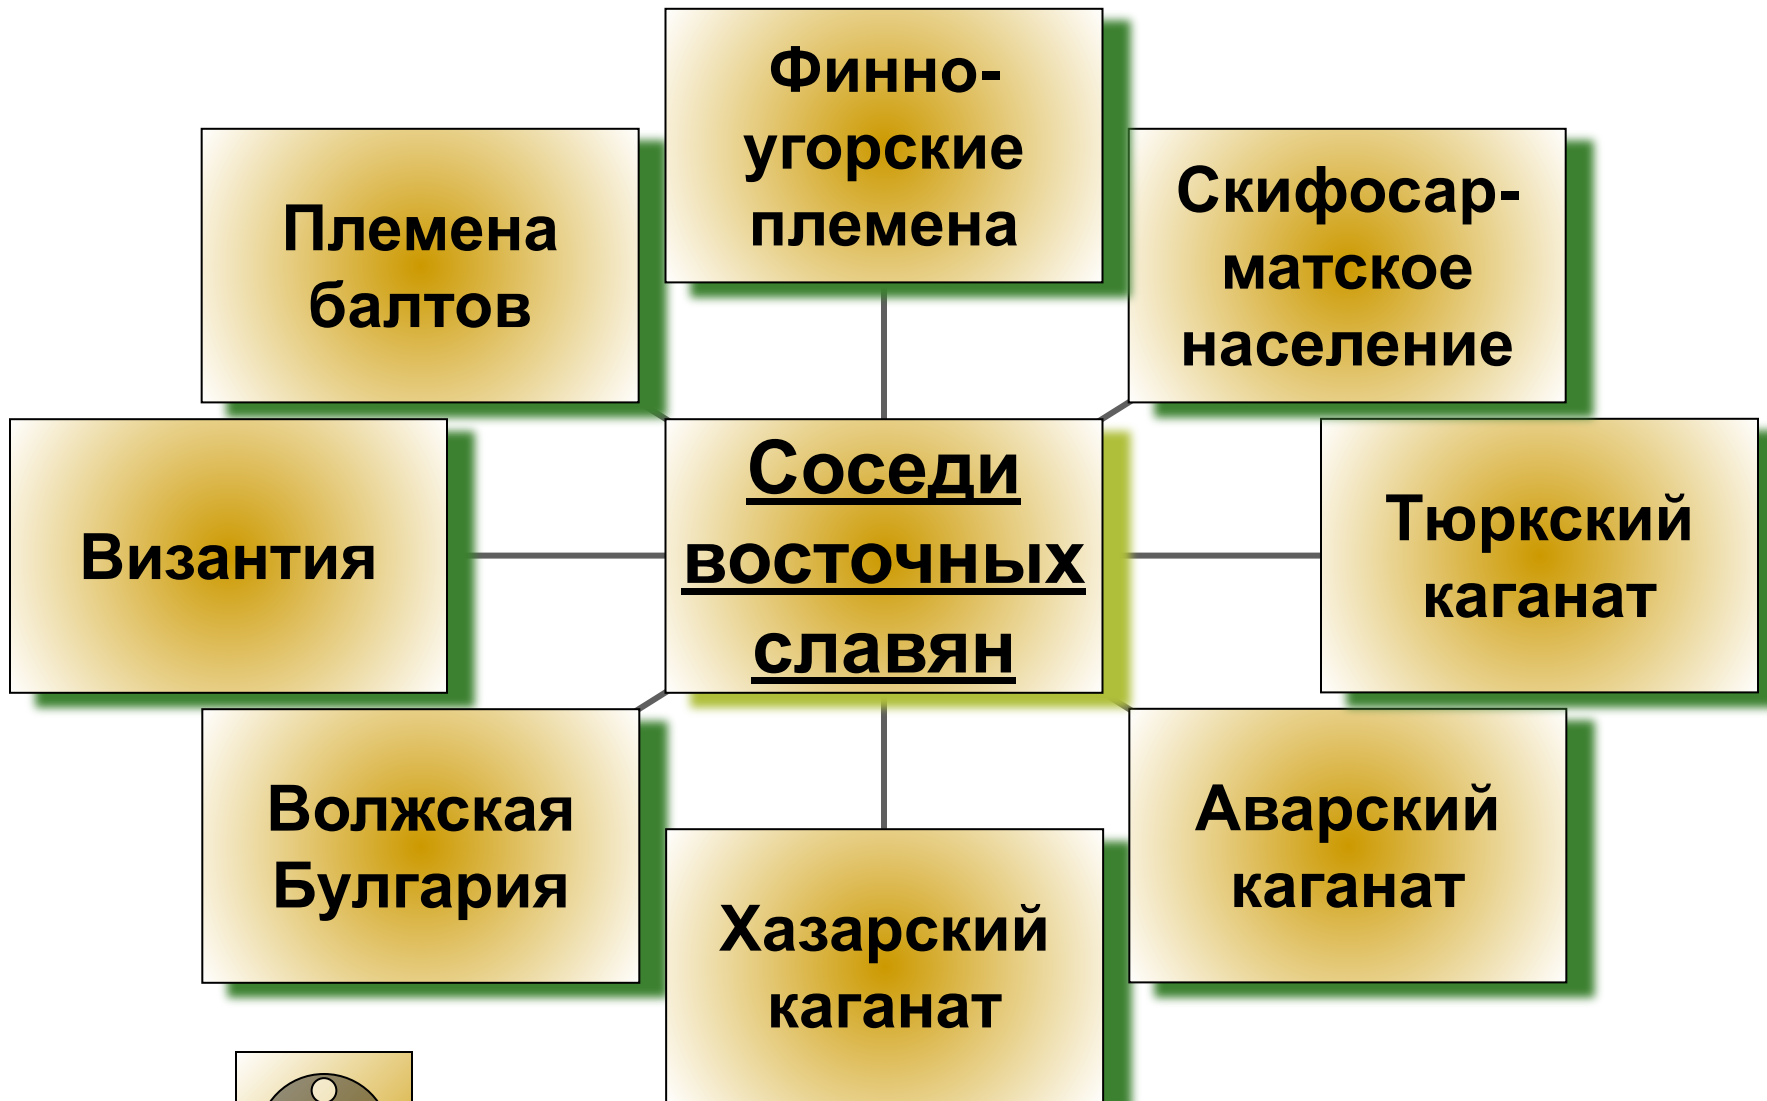 Финно-
угорские
племена
Племена
балтов
Скифосар-
матское
население
Византия
Соседи
восточных
славян
Тюркский
каганат
Волжская
Булгария
Аварский
каганат
Хазарский
каганат